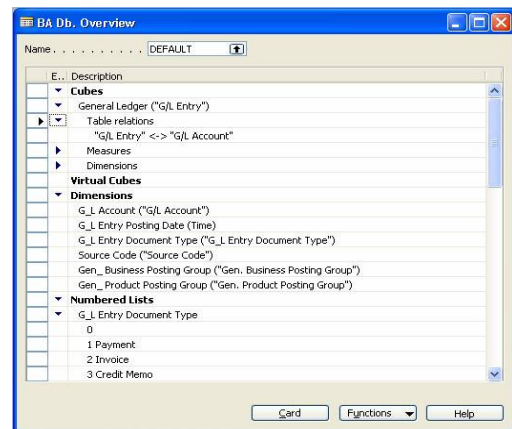 BA Db. Overview
Name . . . . . . . . . . DEFAULT
E.. Description
Cubes
General Ledger ("G/L Entry")
Table relations
"G/L Entry" <-> "G/L Account"
Measures
Dimensions
Virtual Cubes
Dimensions
G_L Account ("G/L Account")
G_L Entry Posting Date (Time)
G_L Entry Document Type ("G_L Entry Document Type")
Source Code ("Source Code")
Gen_ Business Posting Group ("Gen. Business Posting Group")
Gen_ Product Posting Group ("Gen. Product Posting Group")
Numbered Lists
G_L Entry Document Type
0
1 Payment
2 Invoice
3 Credit Memo
Card Functions Help